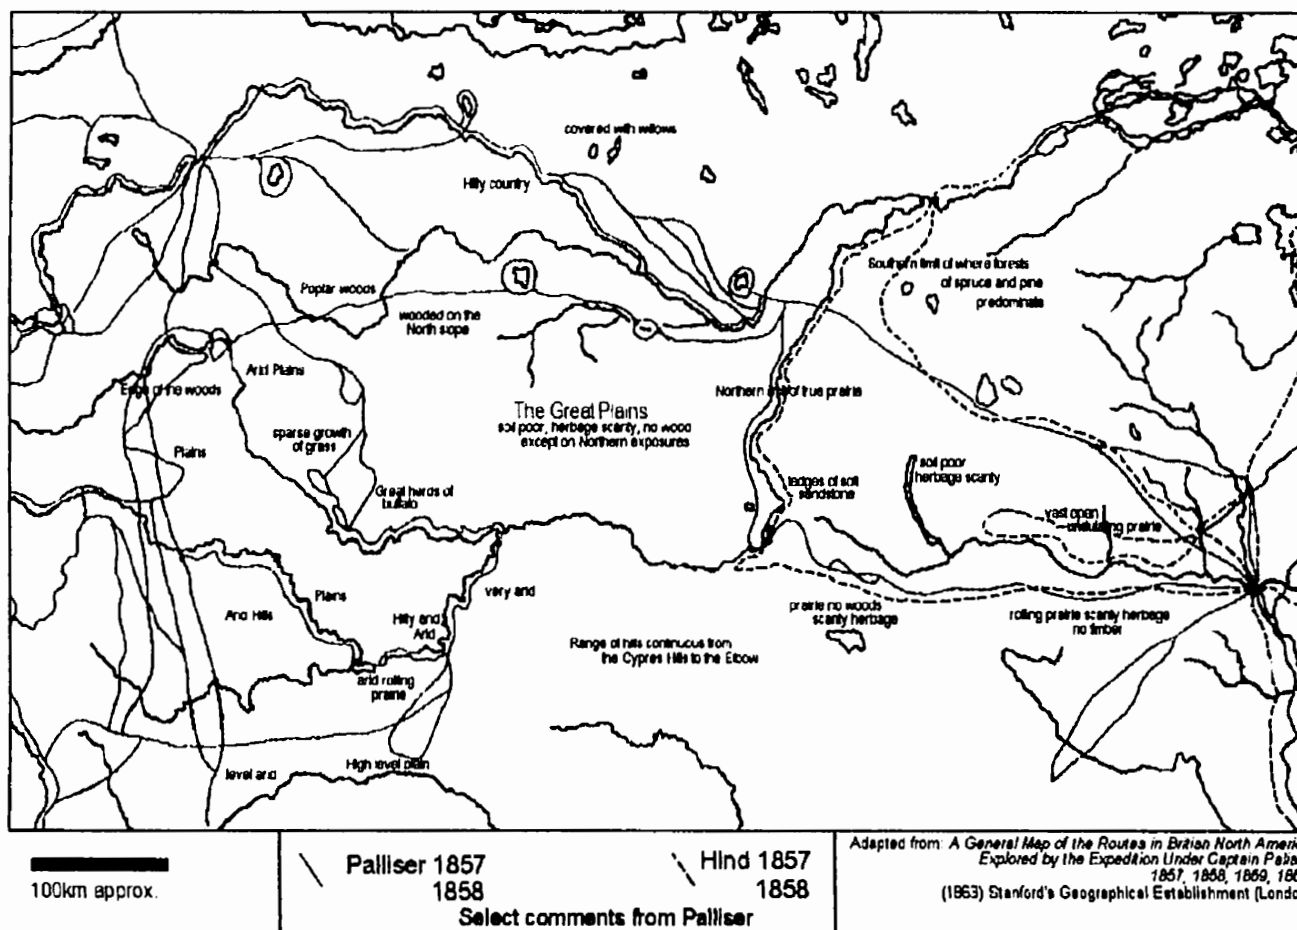 covered with willows
Hilly country
Southern limit of where forests
of spruce and pine
predominate
Poplar woods
wooded on the
North slope
Arid Plains
Edge of the woods
Northern limit of true prairie
The Great Plains
soil poor, herbage scanty, no wood
except on Northern exposures
sparse growth
of grass
Plains
ledges of soft
sandstone
soil poor
herbage scanty
Great herds of
buffalo
vast open
undulating prairie
very arid
Plains
Arid Hills
Hilly and
Arid
prairie no woods
scanty herbage
rolling prairie scanty herbage
no timber
Range of hills continuous from
the Cypres Hills to the Elbow
arid rolling
prairie
High level plain
level arid
100km approx.
Palliser 1857
1858
Hind 1857
1858
Select comments from Palliser
Adapted from: A General Map of the Routes in British North Ameri
Explored by the Expedition Under Captain Pallis
1857, 1858, 1859, 186
(1863) Stanford's Geographical Establishment (Londo